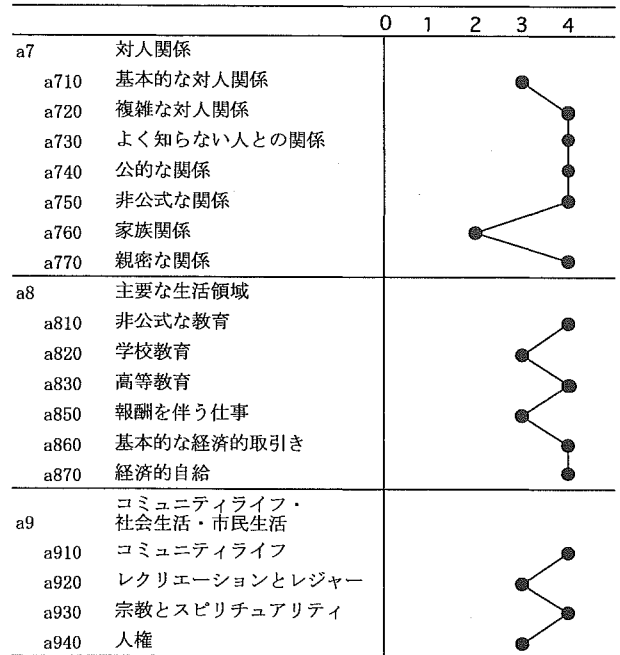 0 1 2 3 4
a7 対人関係
a710 基本的な対人関係
a720 複雑な対人関係
a730 よく知らない人との関係
a740 公的な関係
a750 非公式な関係
a760 家族関係
a770 親密な関係
a8 主要な生活領域
a810 非公式な教育
a820 学校教育
a830 高等教育
a850 報酬を伴う仕事
a860 基本的な経済的取引き
a870 経済的自給
コミュニティライフ・
a9 社会生活・市民生活
a910 コミュニティライフ
a920 レクリエーションとレジャー
a930 宗教とスピリチュアリティ
a940 人権